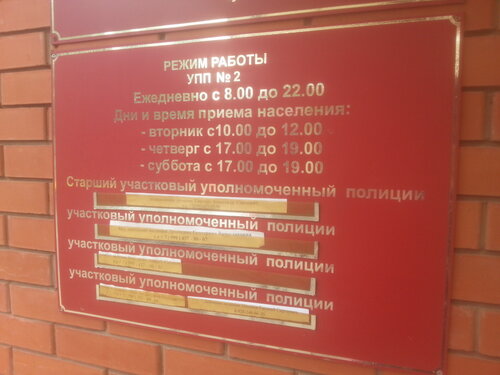 РЕЖИМ РАБОТЫ
УПП № 2
Ежедневно с 8.00 до 22.00
Дни и время приема населения:
- вторник с10.00 до 12.00
- четверг с 17.00 до 19.00
- суббота с 17.00 до 19.00
Старший участковый уполномоченный полиции
участковый уполномоченный полиции
участковый уполномоченный полиции
участковый уполномоченный полиции